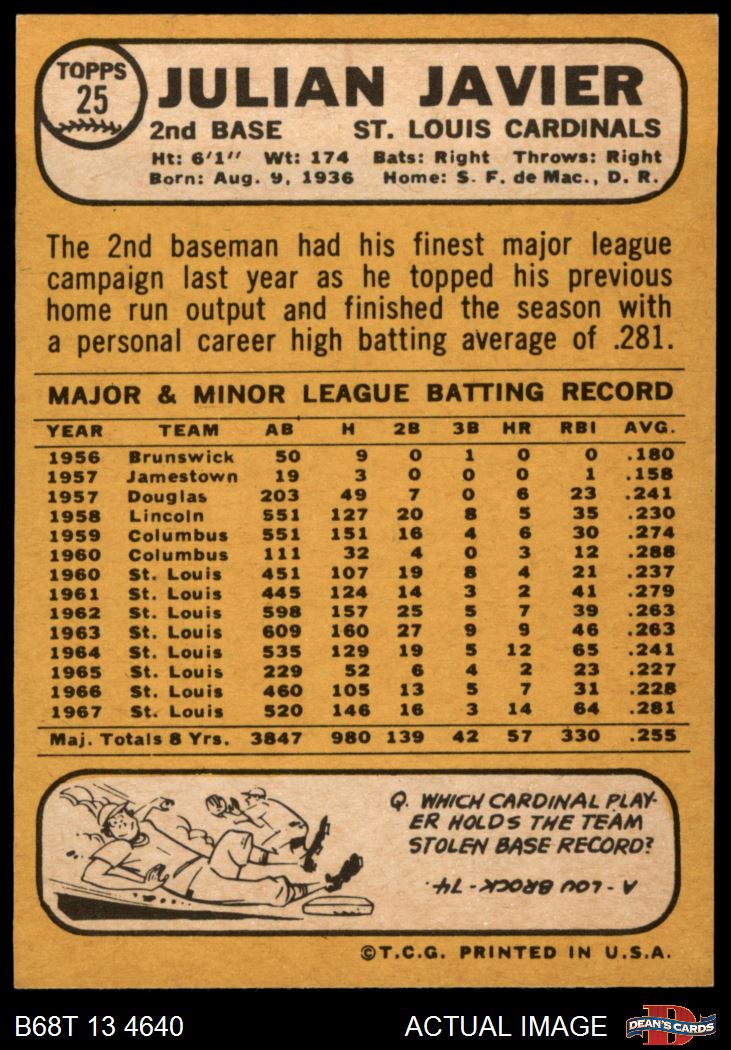 TOPPS
25
JULIAN JAVIER
2nd BASE ST. LOUIS CARDINALS
Ht: 6'1" Wt: 174 Bats: Right Throws: Right
Born: Aug. 9, 1936 Home: S. F. de Mac., D. R.
The 2nd baseman had his finest major league
campaign last year as he topped his previous
home run output and finished the season with
a personal career high batting average of .281.
MAJOR & MINOR LEAGUE BATTING RECORD
YEAR TEAM AB H 2B 3B HR RBI AVG.
1956 Brunswick 50 9 0 1 0 0 .180
1957 Jamestown 19 3 0 0 0 1 .158
1957 Douglas 203 49 7 0 6 23 .241
1958 Lincoln 551 127 20 8 5 35 .230
1959 Columbus 551 151 16 4 6 30 .274
1960 Columbus 111 32 4 0 3 12 .288
1960 St. Louis 451 107 19 8 4 21 .237
1961 St. Louis 445 124 14 3 2 41 .279
1962 St. Louis 598 157 25 5 7 39 .263
1963 St. Louis 609 160 27 9 9 46 .263
1964 St. Louis 535 129 19 5 12 65 .241
1965 St. Louis 229 52 6 4 2 23 .227
1966 St. Louis 460 105 13 5 7 31 .228
1967 St. Louis 520 146 16 3 14 64 .281
Maj. Totals 8 Yrs. 3847 980 139 42 57 330 .255
Q. WHICH CARDINAL PLAY-
ER HOLDS THE TEAM
STOLEN BASE RECORD?
A - LOU BROCK - 74.
©T.C.G. PRINTED IN U.S.A.
B68T 13 4640 ACTUAL IMAGE
D
DEAN'S CARDS